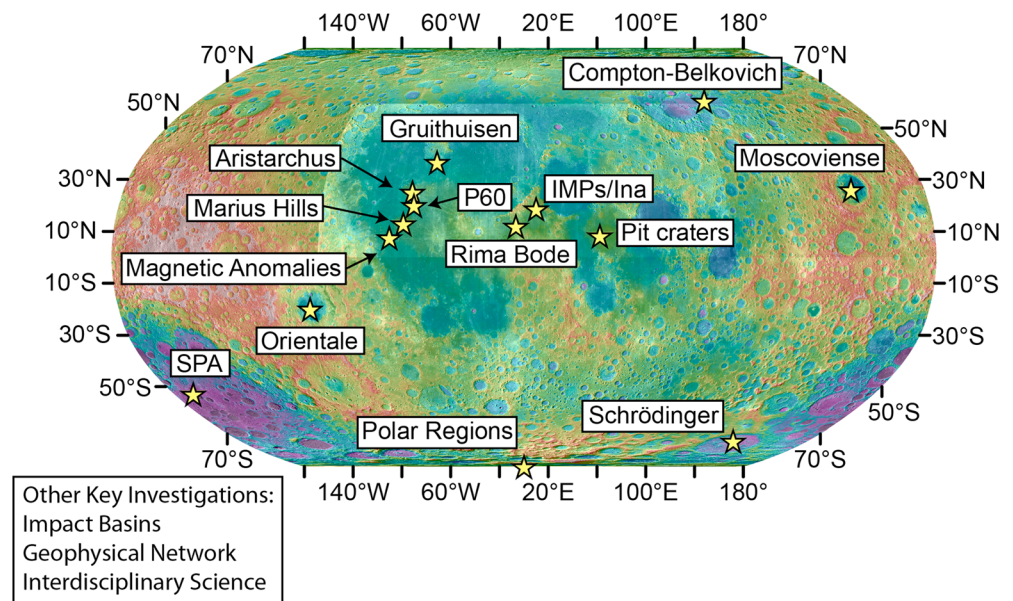 140°W 60°W 20°E 100°E 180°
70°N 70°N
Compton-Belkovich
50°N 50°N
Gruithuisen
Aristarchus
Moscoviense
30°N 30°N
P60
IMPs/Ina
Marius Hills
10°N 10°N
Pit craters
Rima Bode
Magnetic Anomalies
10°S 10°S
30°S 30°S
Orientale
SPA
50°S 50°S
Schrödinger
Polar Regions
70°S 70°S
140°W 60°W 20°E 100°E 180°
Other Key Investigations:
Impact Basins
Geophysical Network
Interdisciplinary Science